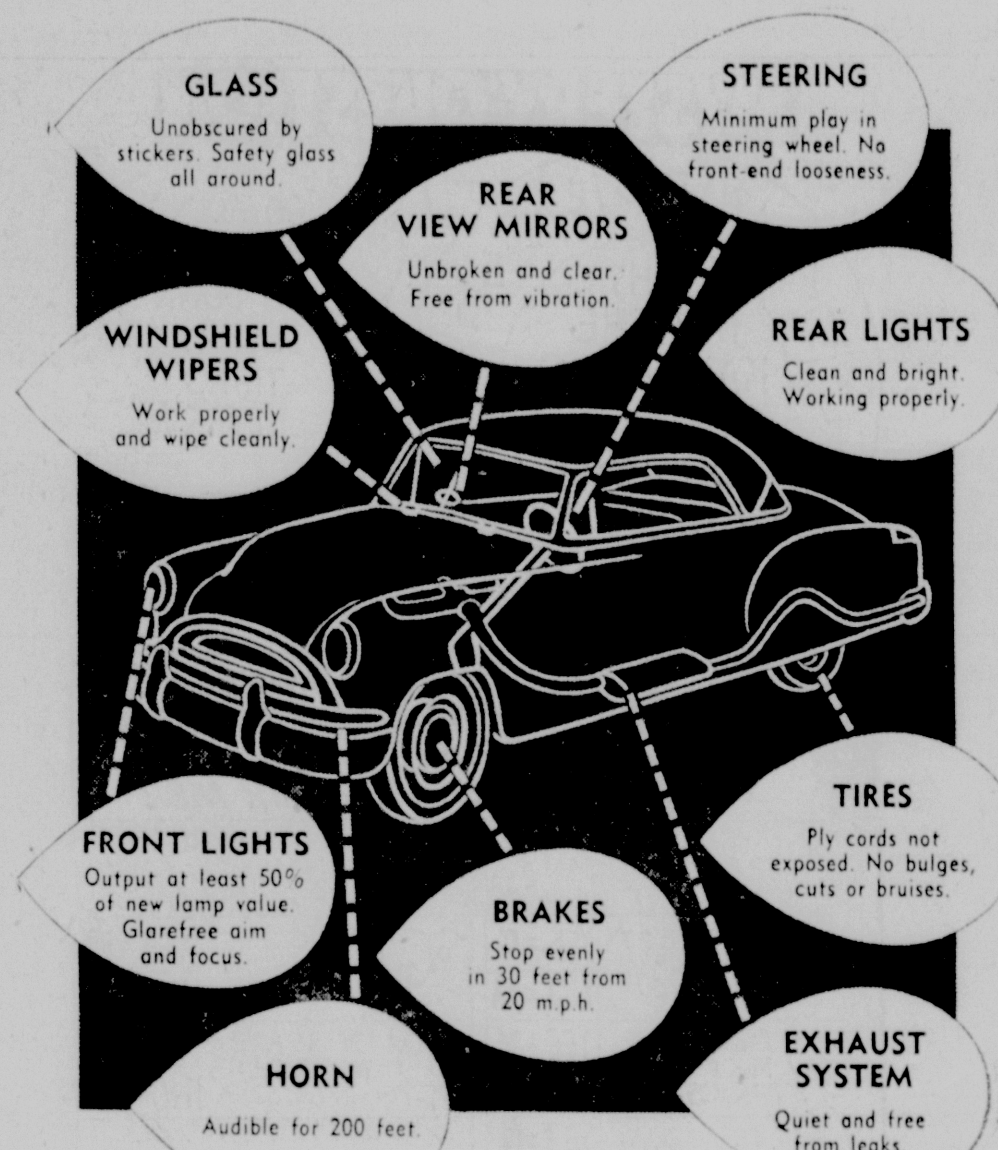 GLASS
Unobscured by
stickers. Safety glass
all around.
STEERING
Minimum play in
steering wheel. No
front-end looseness.
REAR
VIEW MIRRORS
Unbroken and clear.
Free from vibration.
WINDSHIELD
WIPERS
Work properly
and wipe cleanly.
REAR LIGHTS
Clean and bright.
Working properly.
FRONT LIGHTS
Output at least 50%
of new lamp value.
Glarefree aim
and focus.
BRAKES
Stop evenly
in 30 feet from
20 m.p.h.
TIRES
Ply cords not
exposed. No bulges,
cuts or bruises.
HORN
Audible for 200 feet.
EXHAUST
SYSTEM
Quiet and free
from leaks